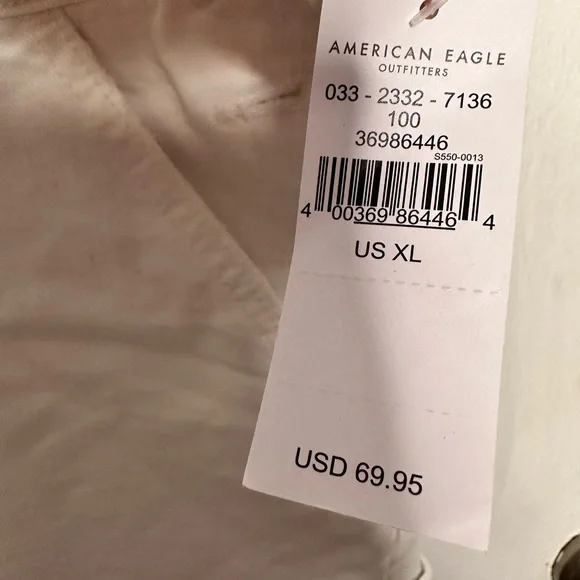 AMERICAN EAGLE
OUTFITTERS
033 - 2332 - 7136
100
36986446
S550-0013
4 00369 86446 4
US XL
USD 69.95